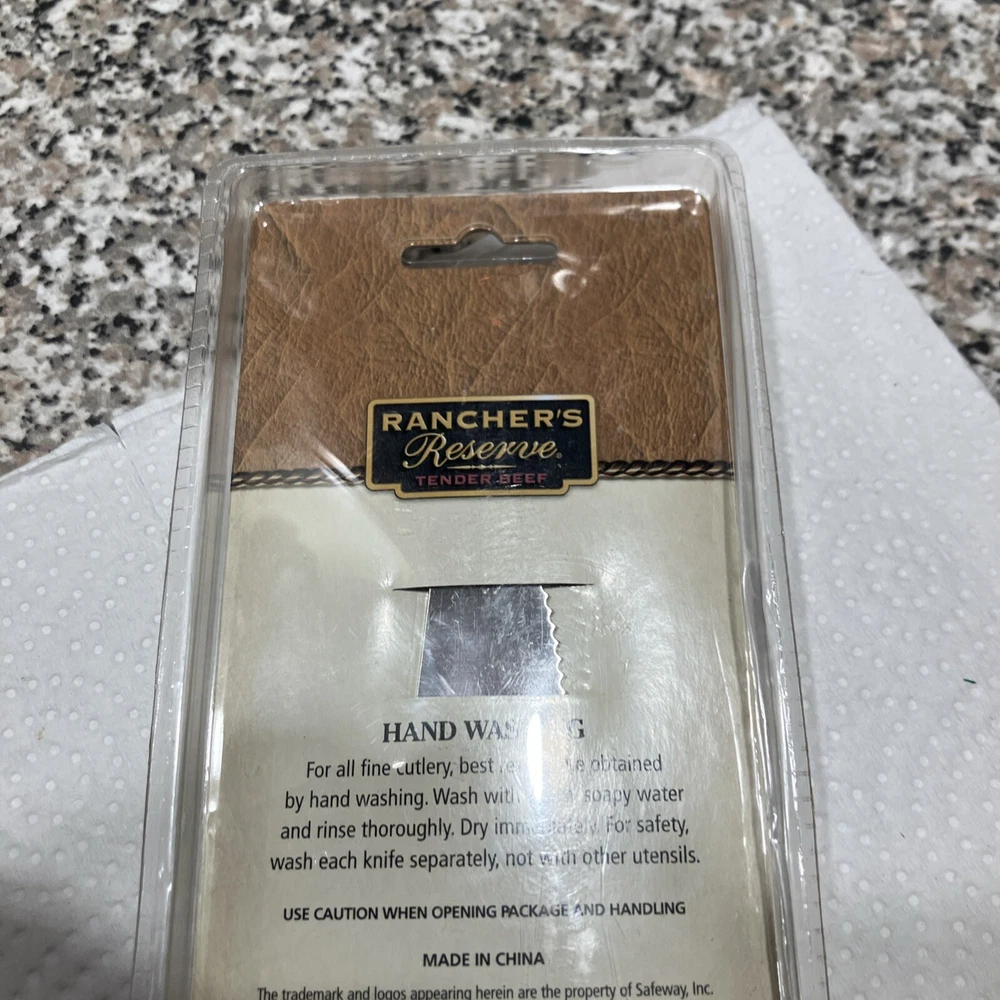 RANCHER'S
Reserve®
TENDER BEEF
HAND
For all fine cutlery, best obtained
by hand washing. Wash with soapy water
and rinse thoroughly. Dry immediately. For safety,
wash each knife separately, not with other utensils.
USE CAUTION WHEN OPENING PACKAGE AND HANDLING
MADE IN CHINA
The trademark and logos appearing herein are the property of Safeway, Inc.